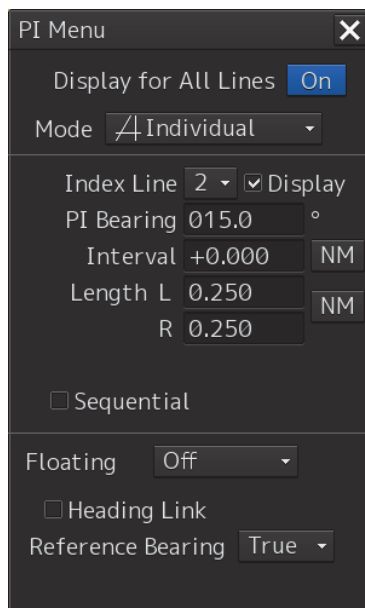 PI Menu
Display for All Lines On
Mode Individual
Index Line 2 Display
PI Bearing 015.0 °
Interval +0.000 NM
Length L 0.250 NM
R 0.250
Sequential
Floating Off
Heading Link
Reference Bearing True